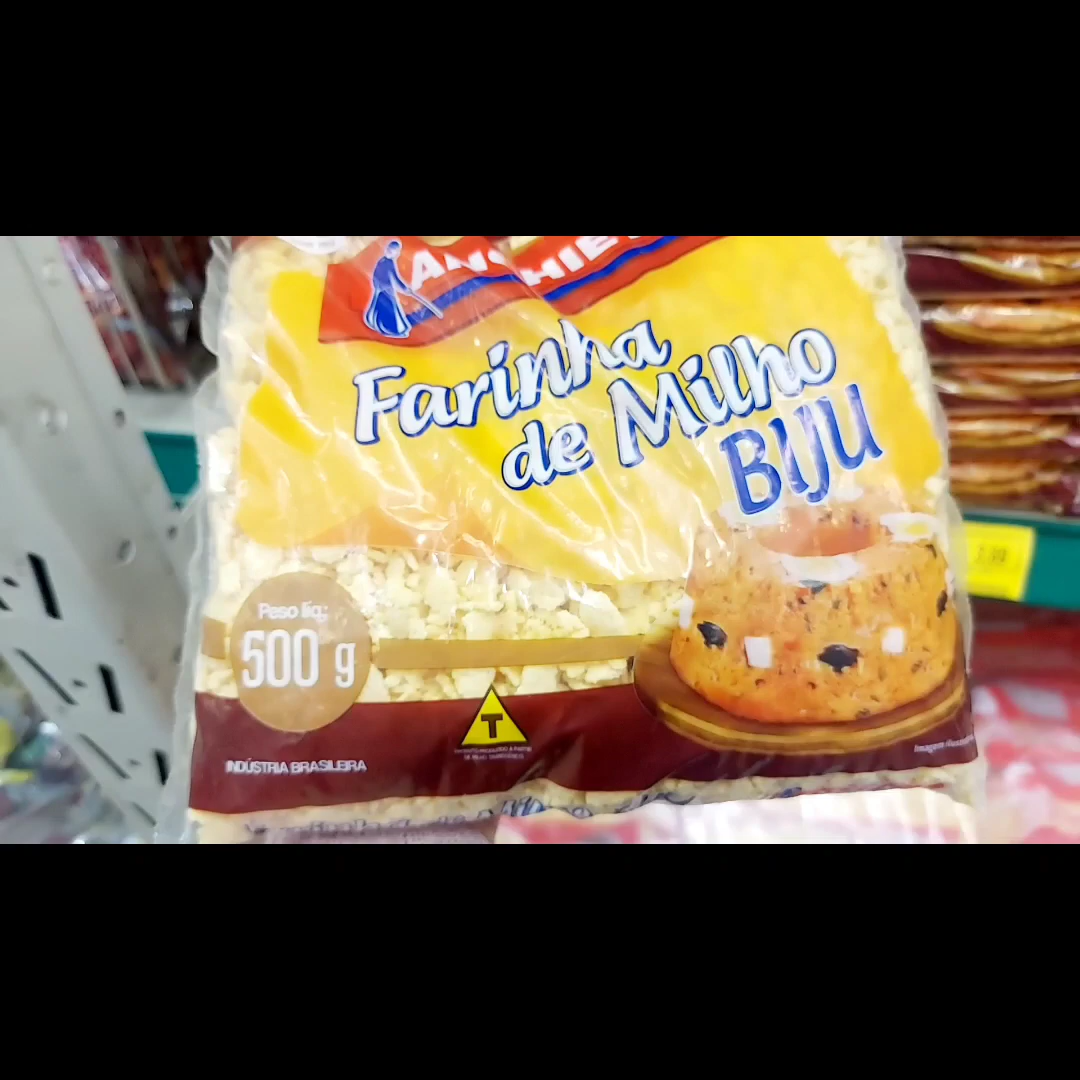 Farinha
de Milho
BIJU
Peso líq.:
500 g
T
INDÚSTRIA BRASILEIRA